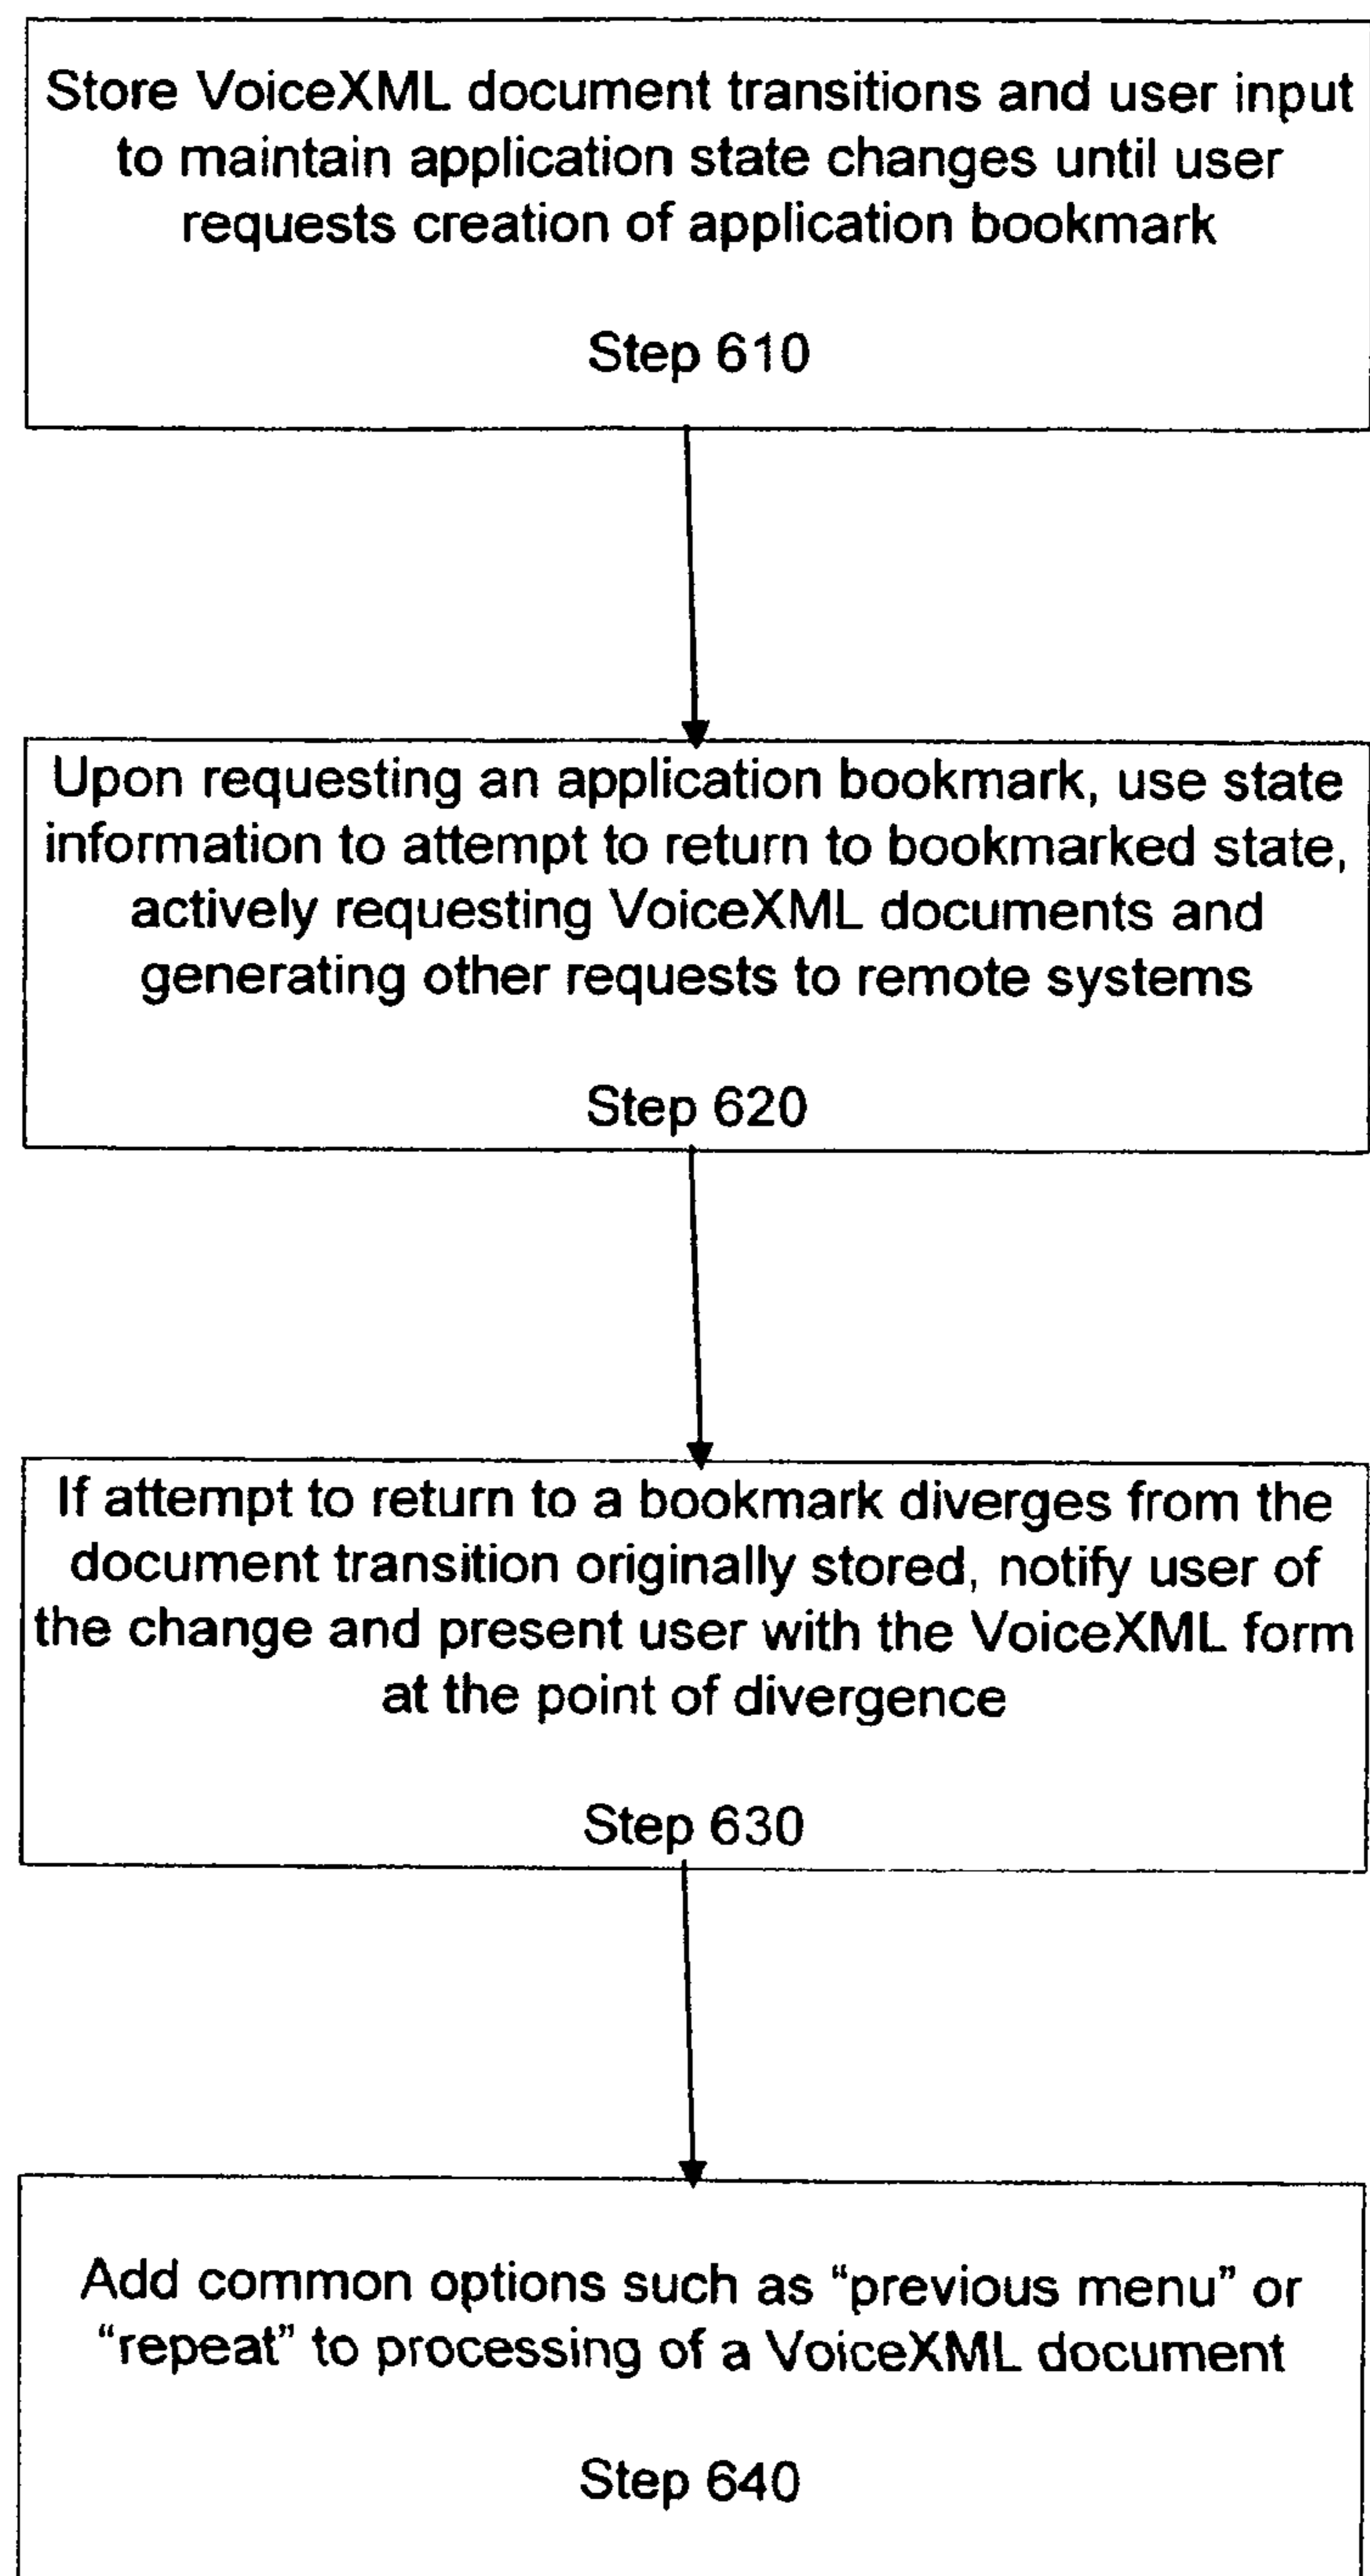 Store VoiceXML document transitions and user input
to maintain application state changes until user
requests creation of application bookmark
Step 610
Upon requesting an application bookmark, use state
information to attempt to return to bookmarked state,
actively requesting VoiceXML documents and
generating other requests to remote systems
Step 620
If attempt to return to a bookmark diverges from the
document transition originally stored, notify user of
the change and present user with the VoiceXML form
at the point of divergence
Step 630
Add common options such as “previous menu” or
“repeat” to processing of a VoiceXML document
Step 640